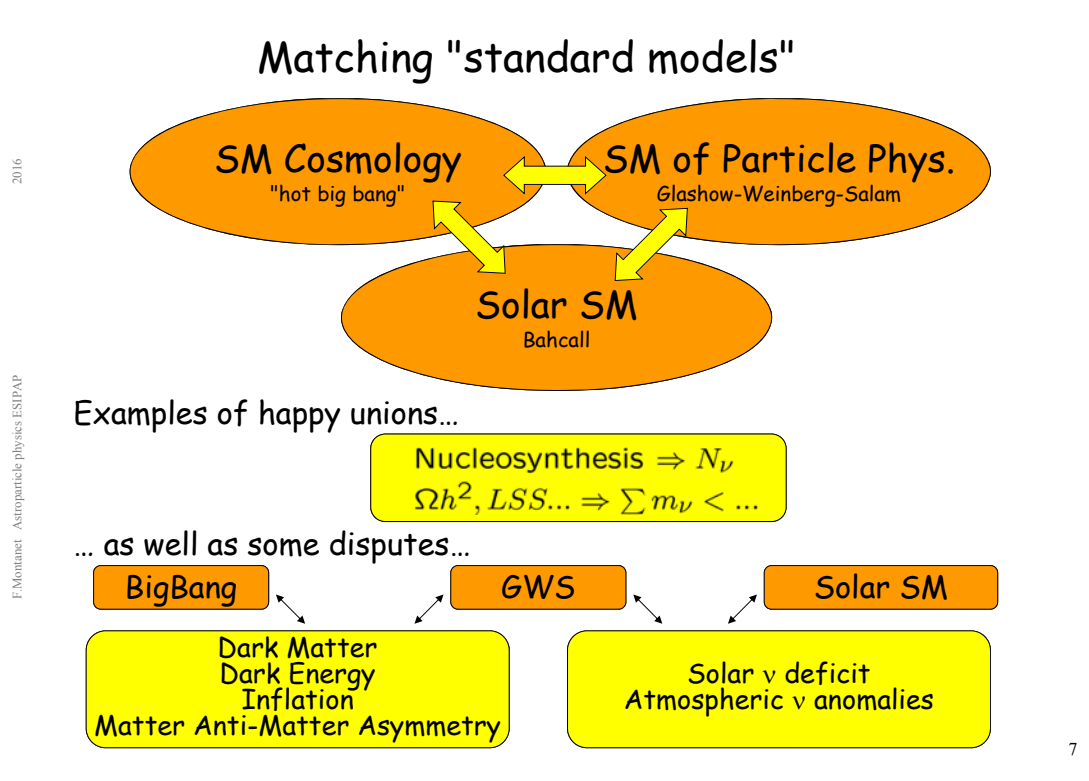 Matching "standard models"
SM Cosmology
"hot big bang"
SM of Particle Phys.
Glashow-Weinberg-Salam
Solar SM
Bahcall
Examples of happy unions…
Nucleosynthesis ⇒ Nν
Ωh², LSS... ⇒ ∑ mν < ...
… as well as some disputes…
BigBang
GWS
Solar SM
Dark Matter
Dark Energy
Inflation
Matter Anti-Matter Asymmetry
Solar ν deficit
Atmospheric ν anomalies
F.Montanet Astroparticle physics ESIPAP 2016
7